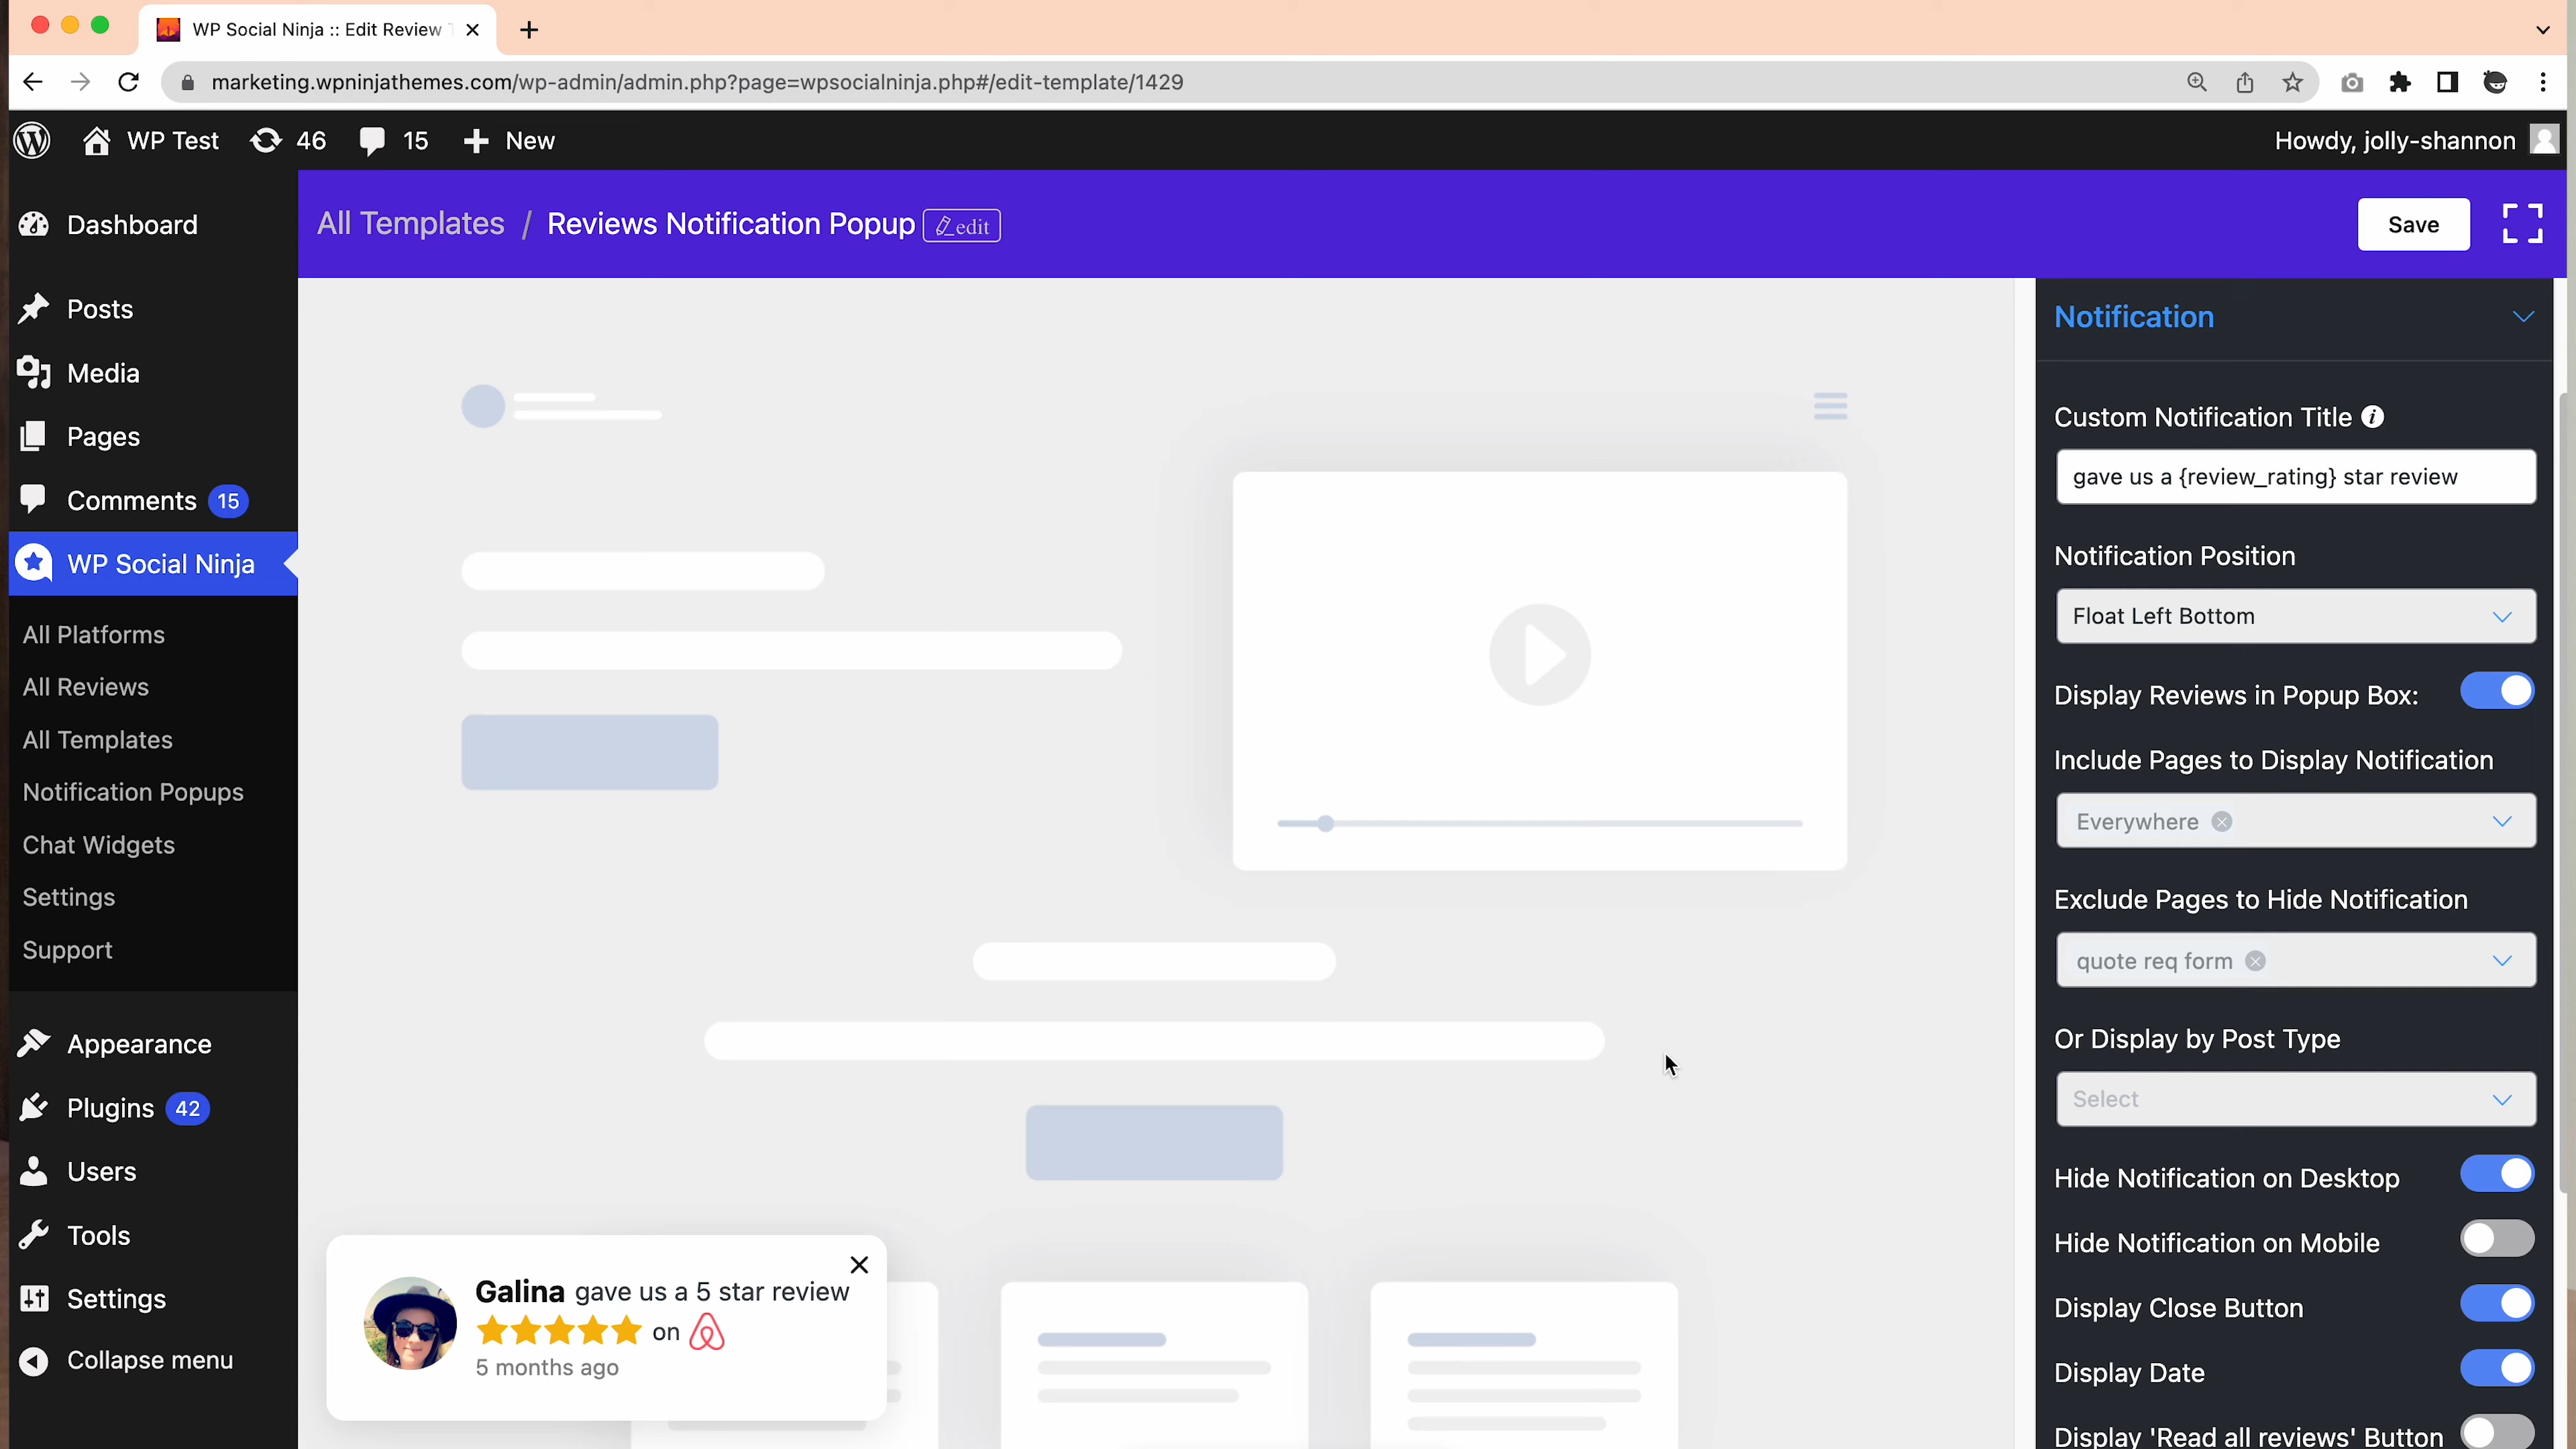 WP Social Ninja :: Edit Review
marketing.wpninjathemes.com/wp-admin/admin.php?page=wpsocialninja.php#/edit-template/1429
WP Test 46 15 New
Howdy, jolly-shannon
Dashboard
Posts
Media
Pages
Comments 15
WP Social Ninja
All Platforms
All Reviews
All Templates
Notification Popups
Chat Widgets
Settings
Support
Appearance
Plugins 42
Users
Tools
Settings
Collapse menu
All Templates / Reviews Notification Popup edit
Save
Galina gave us a 5 star review
on
5 months ago
Notification
Custom Notification Title
gave us a {review_rating} star review
Notification Position
Float Left Bottom
Display Reviews in Popup Box:
Include Pages to Display Notification
Everywhere
Exclude Pages to Hide Notification
quote req form
Or Display by Post Type
Select
Hide Notification on Desktop
Hide Notification on Mobile
Display Close Button
Display Date
Display 'Read all reviews' Button